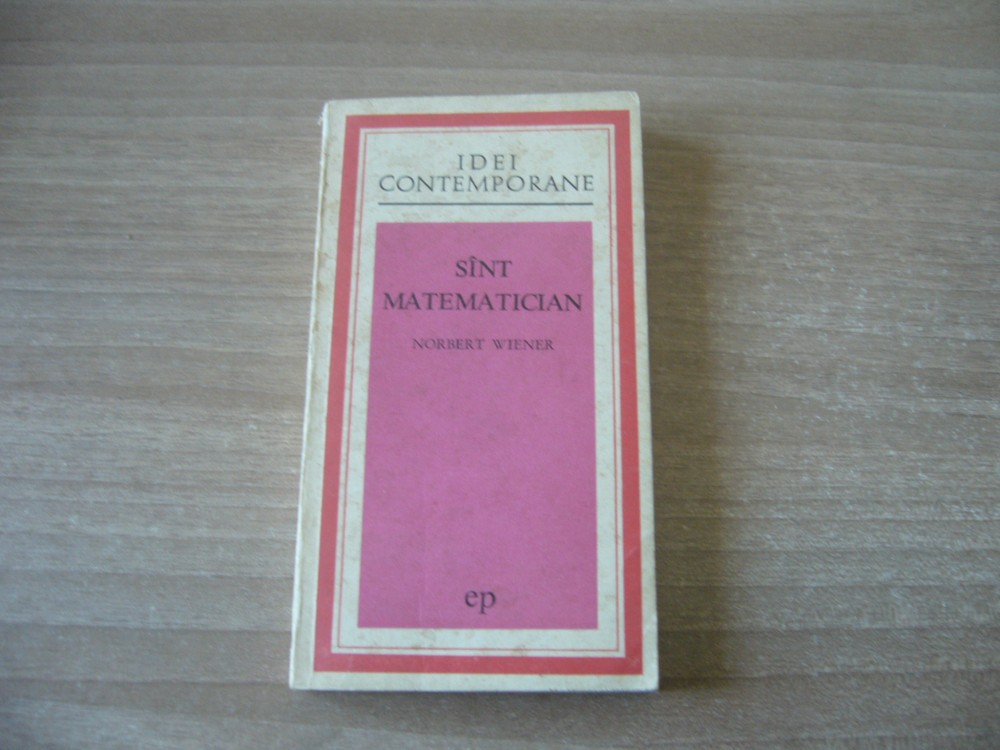 IDEI
CONTEMPORANE
SÎNT
MATEMATICIAN
NORBERT WIENER
ep